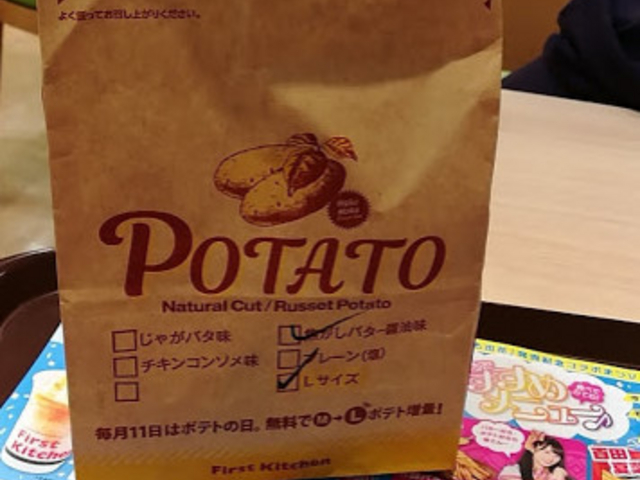 よく振ってお召し上がりください。
POTATO
Natural Cut / Russet Potato
じゃがバタ味
焦がしバター醤油味
チキンコンソメ味
プレーン(塩)
Lサイズ
毎月11日はポテトの日。無料でM→Lポテト増量!
First Kitchen
First
Kitchen